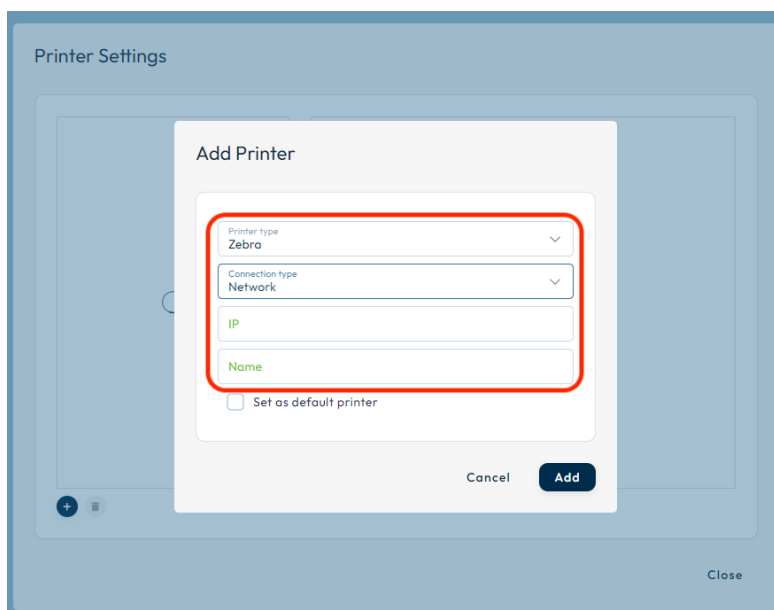 Printer Settings
Add Printer
Printer type
Zebra
Connection type
Network
IP
Name
Set as default printer
Cancel
Add
Close